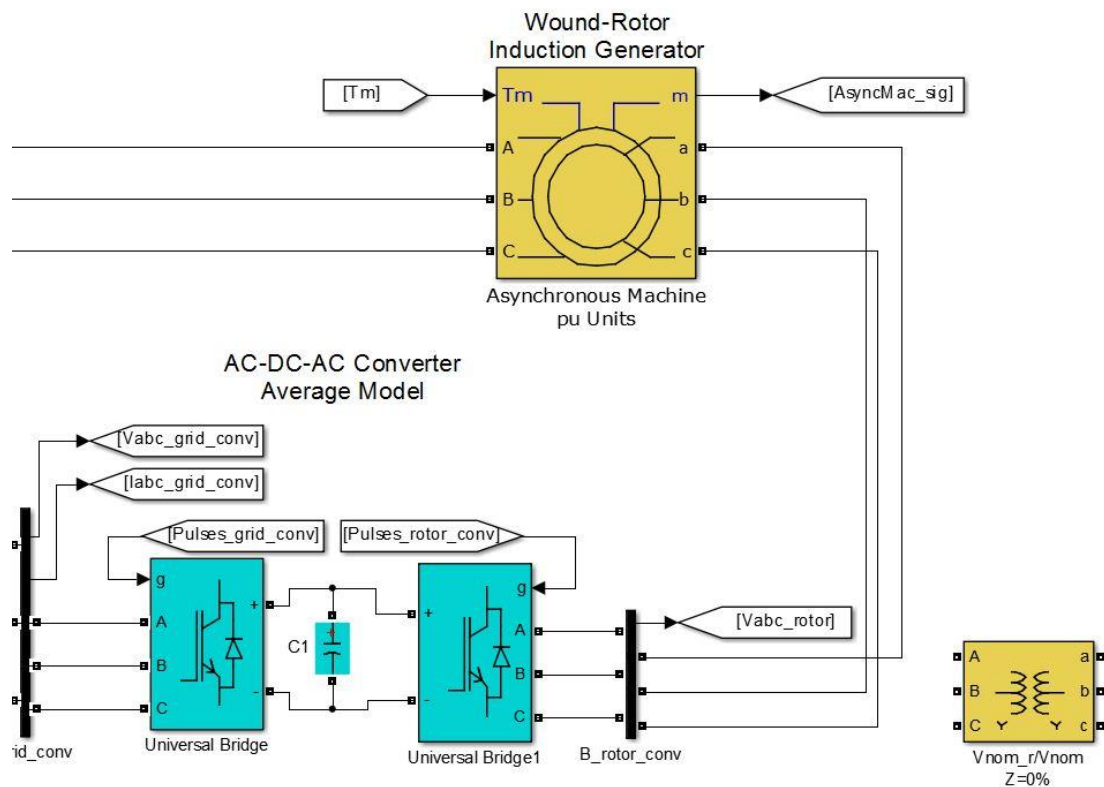 Wound-Rotor
Induction Generator
[Tm]
Tm
m
[AsyncMac_sig]
A
a
B
b
C
c
Asynchronous Machine
pu Units
AC-DC-AC Converter
Average Model
[Vabc_grid_conv]
[Iabc_grid_conv]
[Pulses_grid_conv]
[Pulses_rotor_conv]
g
A
B
C
+
-
C1
+
g
+
-
A
B
C
[Vabc_rotor]
A
B
C
a
b
c
Y
Y
rid_conv
Universal Bridge
Universal Bridge1
B_rotor_conv
Vnom_r/Vnom
Z=0%